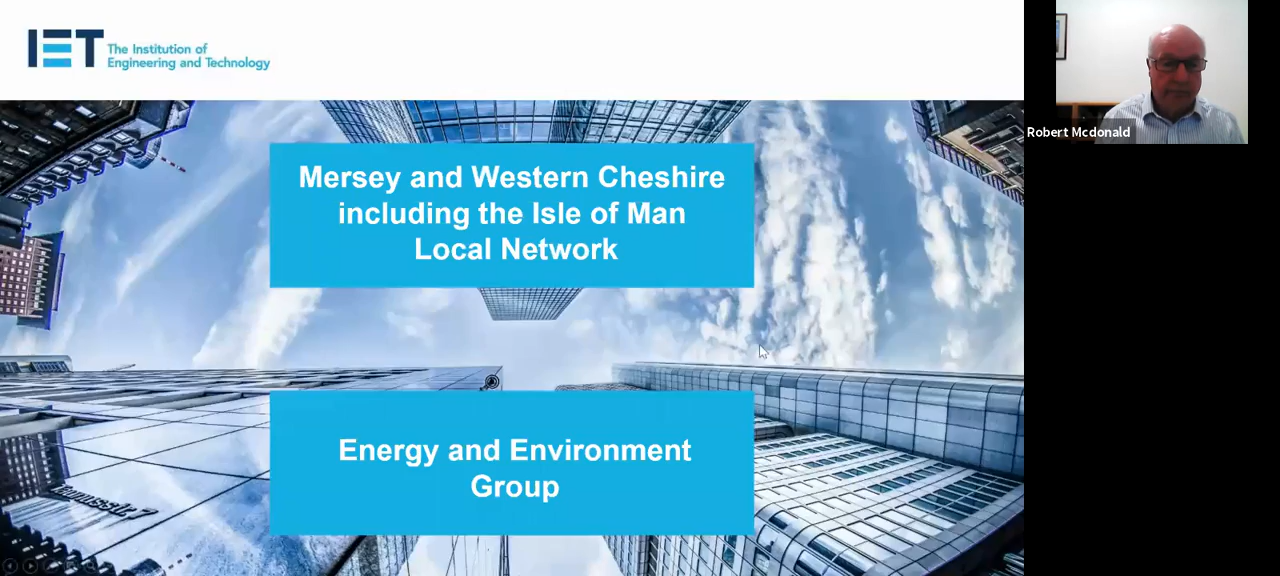 IET The Institution of
Engineering and Technology
Mersey and Western Cheshire
including the Isle of Man
Local Network
Energy and Environment
Group
Robert Mcdonald